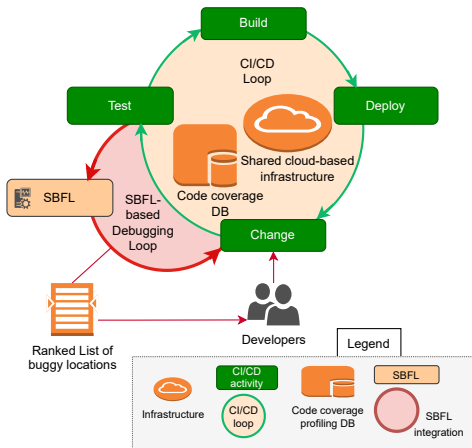 Build
CI/CD
Loop
Test
Deploy
Shared cloud-based
infrastructure
SBFL
SBFL-
based
Debugging
Loop
Code coverage
DB
Change
Ranked List of
buggy locations
Developers
Legend
CI/CD
activity
SBFL
Infrastructure
CI/CD
loop
Code coverage
profiling DB
SBFL
integration